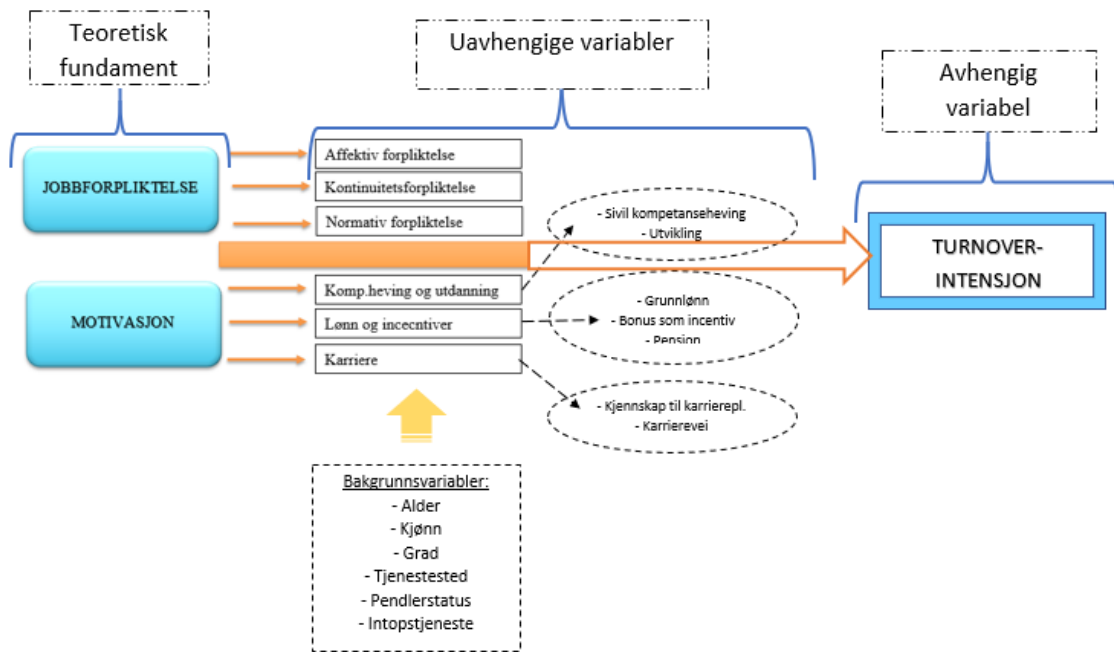 Teoretisk
fundament
Uavhengige variabler
Avhengig
variabel
JOBBFORPLIKTELSE
Affektiv forpliktelse
Kontinuitetsforpliktelse
Normativ forpliktelse
- Sivil kompetanseheving
- Utvikling
TURNOVER-
INTENSJON
MOTIVASJON
Komp.heving og utdanning
Lønn og incecntiver
Karriere
- Grunnlønn
- Bonus som incentiv
- Pension
- Kjennskap til karrierepl.
- Karrierevei
Bakgrunnsvariabler:
- Alder
- Kjønn
- Grad
- Tjenestested
- Pendlerstatus
- Intopstjeneste